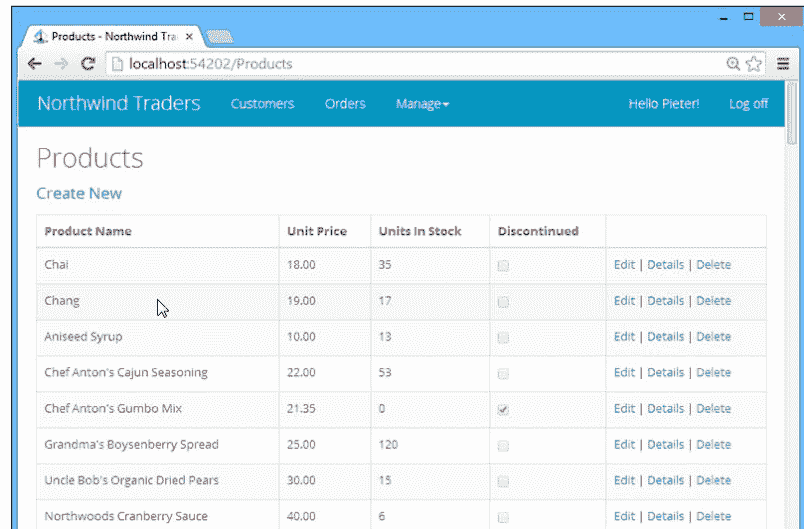 Products - Northwind Tra
localhost:54202/Products
Northwind Traders Customers Orders Manage Hello Pieter! Log off
Products
Create New
Product Name Unit Price Units In Stock Discontinued
Chai 18.00 35 Edit | Details | Delete
Chang 19.00 17 Edit | Details | Delete
Aniseed Syrup 10.00 13 Edit | Details | Delete
Chef Anton's Cajun Seasoning 22.00 53 Edit | Details | Delete
Chef Anton's Gumbo Mix 21.35 0 Edit | Details | Delete
Grandma's Boysenberry Spread 25.00 120 Edit | Details | Delete
Uncle Bob's Organic Dried Pears 30.00 15 Edit | Details | Delete
Northwoods Cranberry Sauce 40.00 6 Edit | Details | Delete